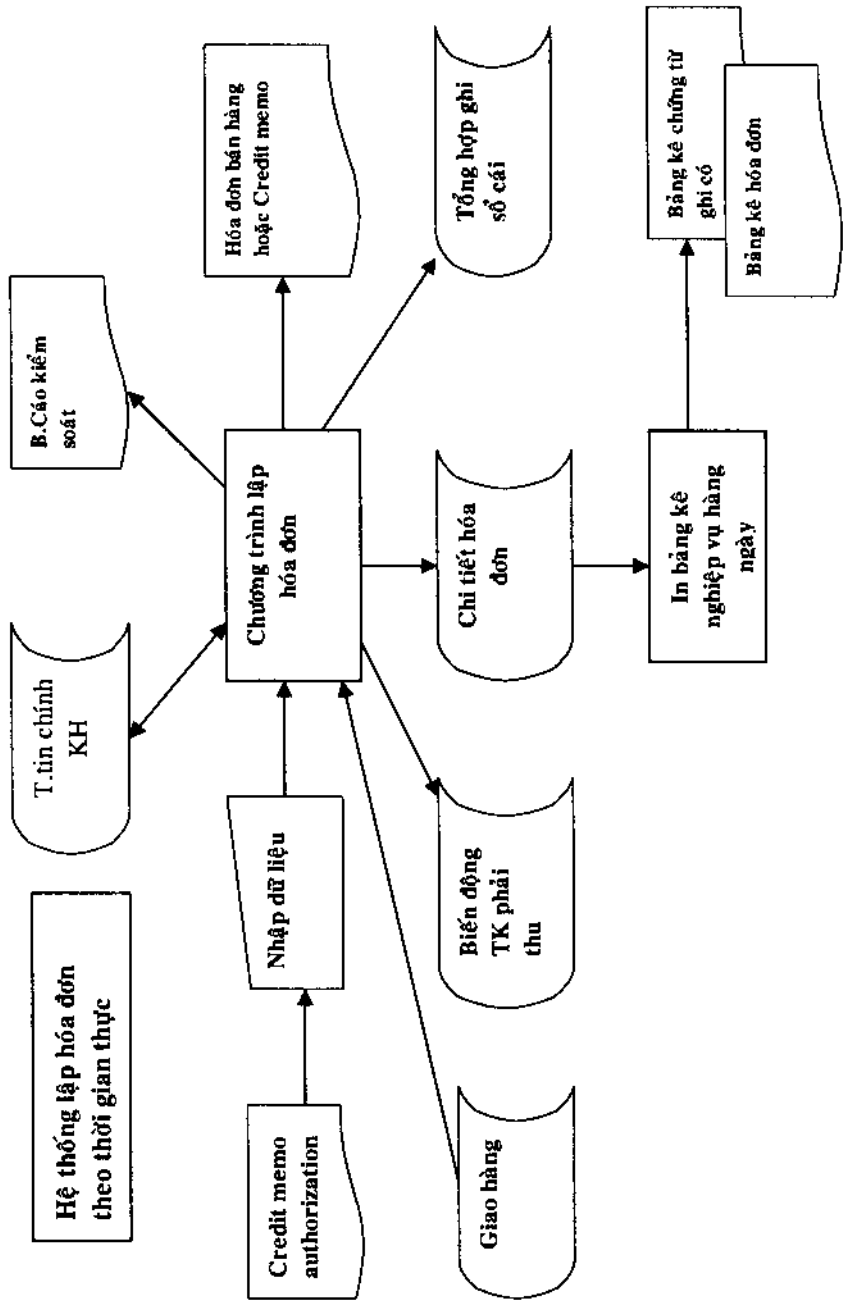 Hệ thống lập hóa đơn
theo thời gian thực
T.tin chính
KH
B.Cáo kiểm
soát
Credit memo
authorization
Nhập dữ liệu
Chương trình lập
hóa đơn
Hóa đơn bán hàng
hoặc Credit memo
Giao hàng
Biến động
TK phải
thu
Chi tiết hóa
đơn
Tổng hợp ghi
sổ cái
In bảng kê
nghiệp vụ hàng
ngày
Bảng kê chứng từ
ghi có
Bảng kê hóa đơn